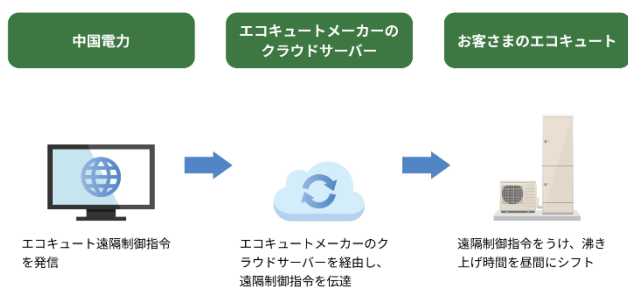 中国電力
エコキュートメーカーの
クラウドサーバー
お客さまのエコキュート
エコキュート遠隔制御指令
を発信
エコキュートメーカーのク
ラウドサーバーを経由し、
遠隔制御指令を伝達
遠隔制御指令をうけ、沸き
上げ時間を昼間にシフト